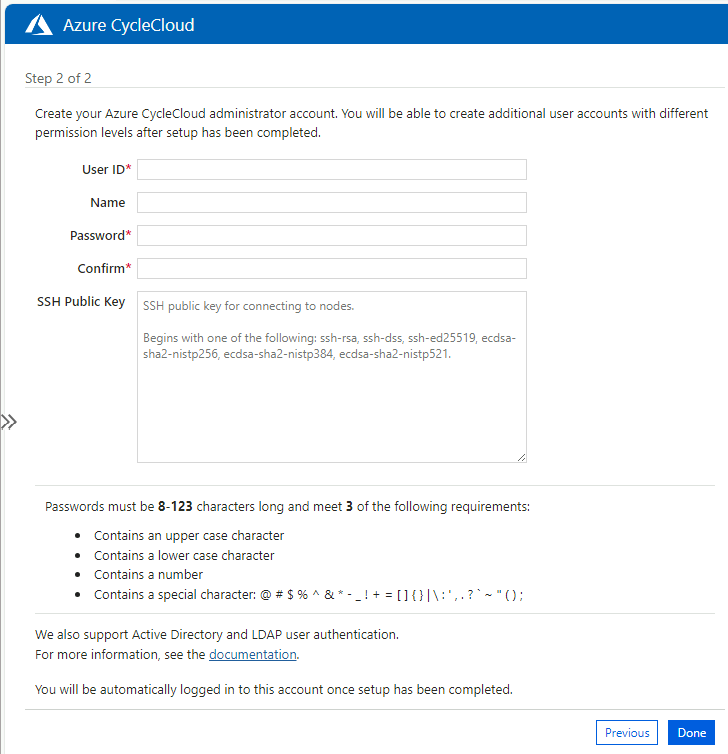 Azure CycleCloud
Step 2 of 2
Create your Azure CycleCloud administrator account. You will be able to create additional user accounts with different
permission levels after setup has been completed.
User ID*
Name
Password*
Confirm*
SSH Public Key
SSH public key for connecting to nodes.
Begins with one of the following: ssh-rsa, ssh-dss, ssh-ed25519, ecdsa-
sha2-nistp256, ecdsa-sha2-nistp384, ecdsa-sha2-nistp521.
Passwords must be 8-123 characters long and meet 3 of the following requirements:
• Contains an upper case character
• Contains a lower case character
• Contains a number
• Contains a special character: @ # $ % ^ & * - _ ! + = [ ] { } | \ : ' , . ? ` ~ " ( ) ;
We also support Active Directory and LDAP user authentication.
For more information, see the documentation.
You will be automatically logged in to this account once setup has been completed.
Previous
Done